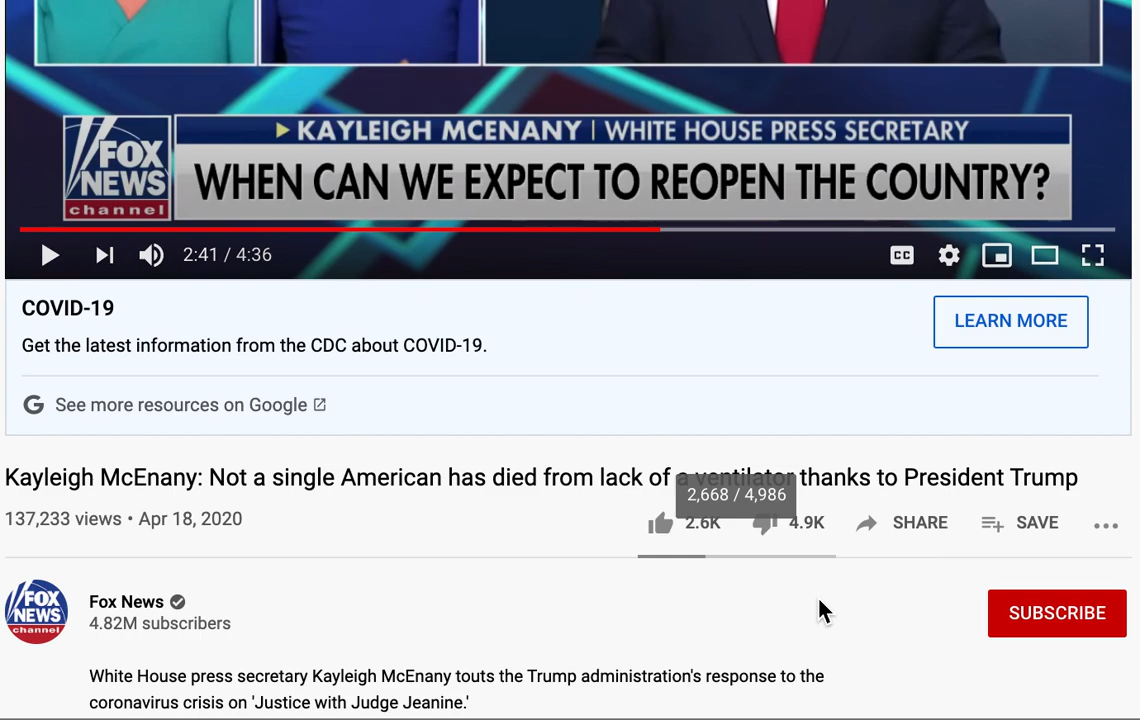 KAYLEIGH MCENANY | WHITE HOUSE PRESS SECRETARY
FOX NEWS channel
WHEN CAN WE EXPECT TO REOPEN THE COUNTRY?
2:41 / 4:36
CC
COVID-19
LEARN MORE
Get the latest information from the CDC about COVID-19.
G See more resources on Google
Kayleigh McEnany: Not a single American has died from lack of a ventilator thanks to President Trump
2,668 / 4,986
137,233 views • Apr 18, 2020
2.6K 4.9K SHARE SAVE
FOX NEWS channel
Fox News
4.82M subscribers
SUBSCRIBE
White House press secretary Kayleigh McEnany touts the Trump administration's response to the
coronavirus crisis on 'Justice with Judge Jeanine.'